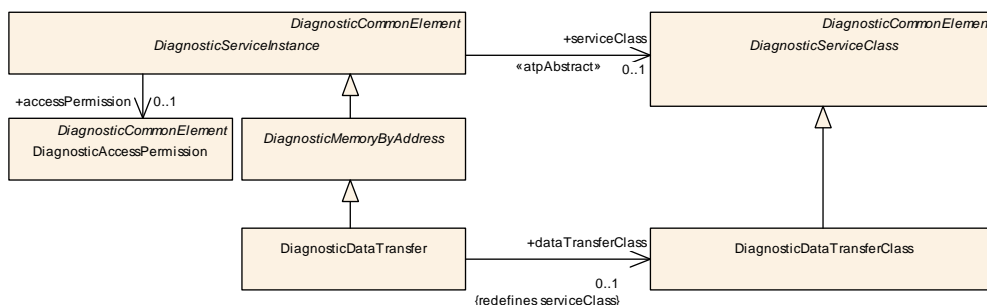 DiagnosticCommonElement
DiagnosticServiceInstance
+serviceClass
«atpAbstract»
0..1
DiagnosticCommonElement
DiagnosticServiceClass
+accessPermission
0..1
DiagnosticCommonElement
DiagnosticAccessPermission
DiagnosticMemoryByAddress
DiagnosticDataTransfer
+dataTransferClass
0..1
{redefines serviceClass}
DiagnosticDataTransferClass